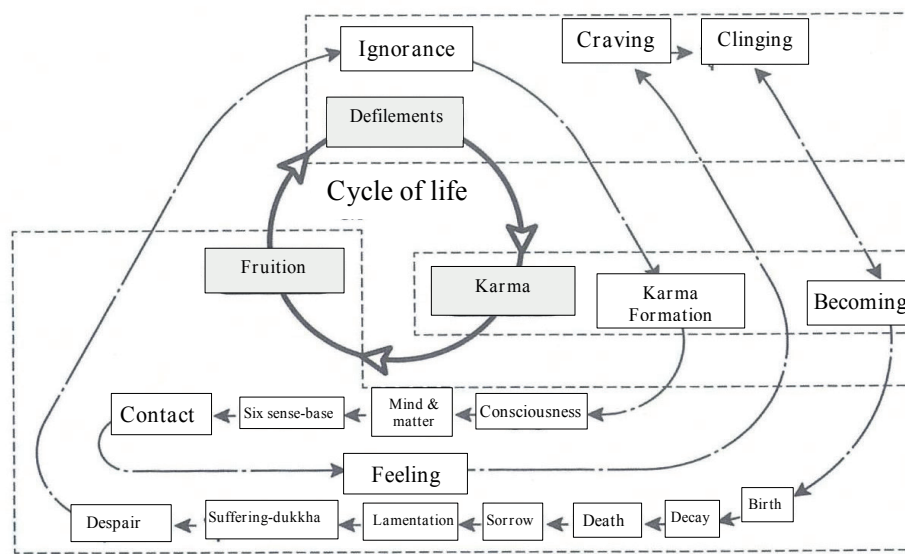 Ignorance
Craving
Clinging
Defilements
Cycle of life
Fruition
Karma
Karma
Formation
Becoming
Contact
Six sense-base
Mind &
matter
Consciousness
Feeling
Despair
Suffering-dukkha
Lamentation
Sorrow
Death
Decay
Birth